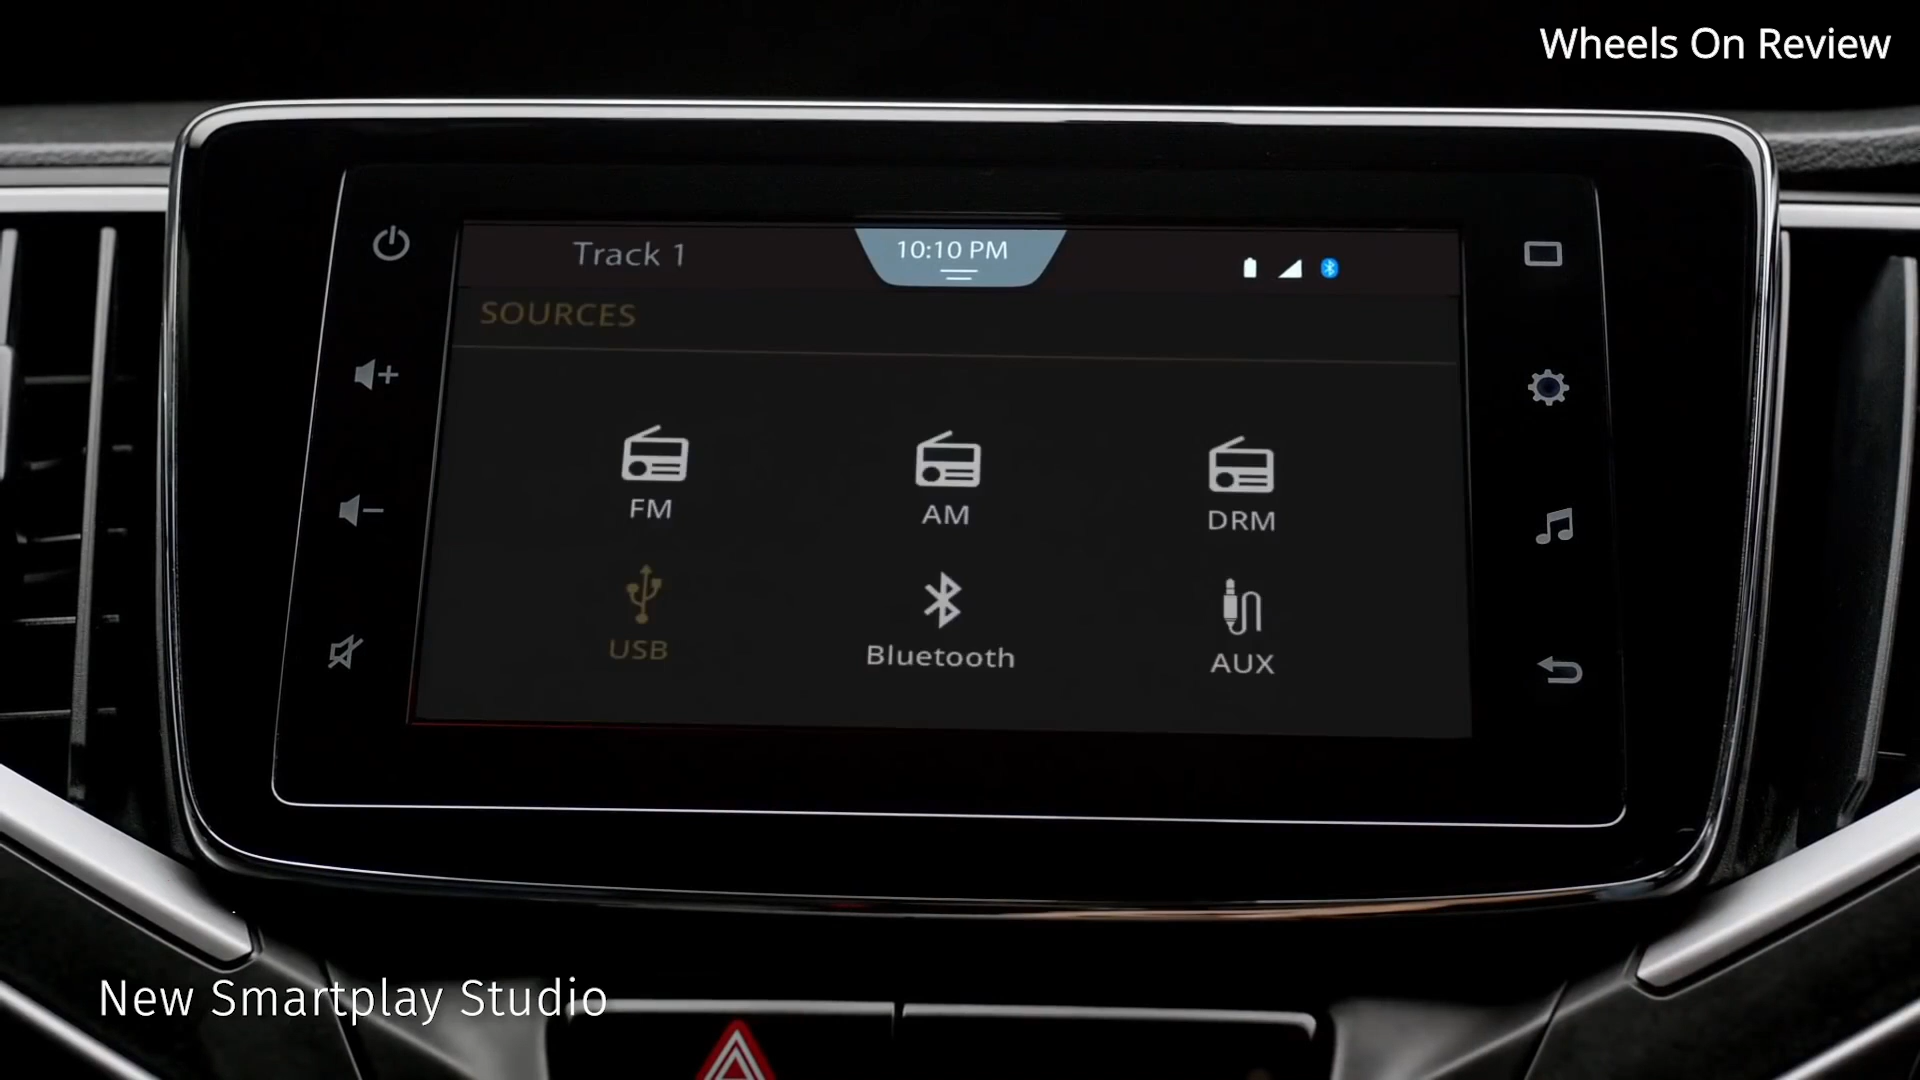 Wheels On Review
Track 1
10:10 PM
SOURCES
FM
AM
DRM
USB
Bluetooth
AUX
New Smartplay Studio